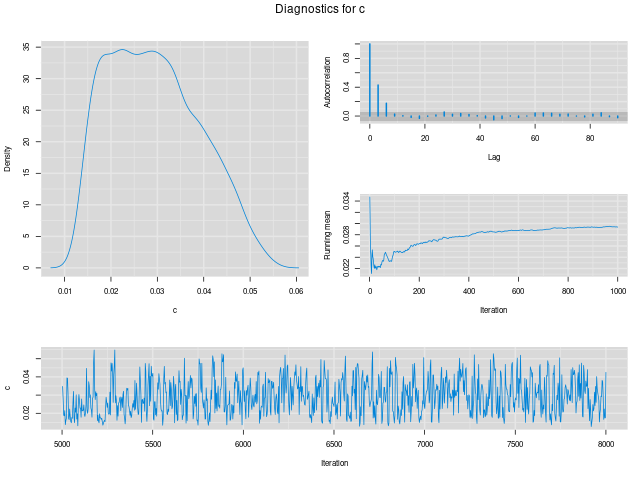 Diagnostics for c
Density
0 5 10 15 20 25 30 35
0.01 0.02 0.03 0.04 0.05 0.06
c
Autocorrelation
0.0 0.4 0.8
0 20 40 60 80
Lag
Running mean
0.022 0.028 0.034
0 200 400 600 800 1000
Iteration
c
0.02 0.04
5000 5500 6000 6500 7000 7500 8000
Iteration